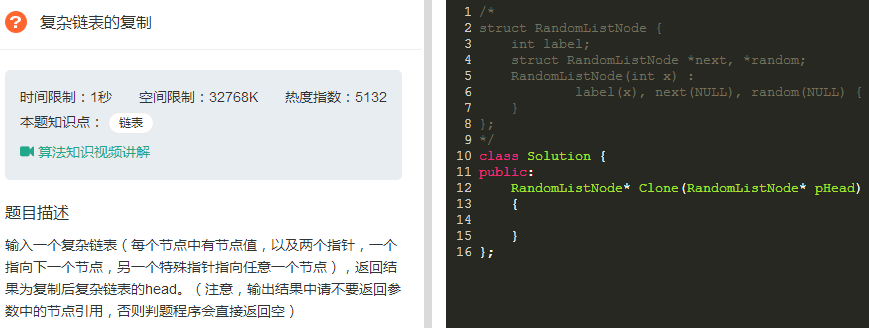 ? 复杂链表的复制
时间限制：1秒 空间限制：32768K 热度指数：5132
本题知识点： 链表
算法知识视频讲解
题目描述
输入一个复杂链表（每个节点中有节点值，以及两个指针，一个
指向下一个节点，另一个特殊指针指向任意一个节点），返回结
果为复制后复杂链表的head。（注意，输出结果中请不要返回参
数中的节点引用，否则判题程序会直接返回空）
1 /*
2 struct RandomListNode {
3     int label;
4     struct RandomListNode *next, *random;
5     RandomListNode(int x) :
6             label(x), next(NULL), random(NULL) {
7     }
8 };
9 */
10 class Solution {
11 public:
12     RandomListNode* Clone(RandomListNode* pHead)
13     {
14
15     }
16 };